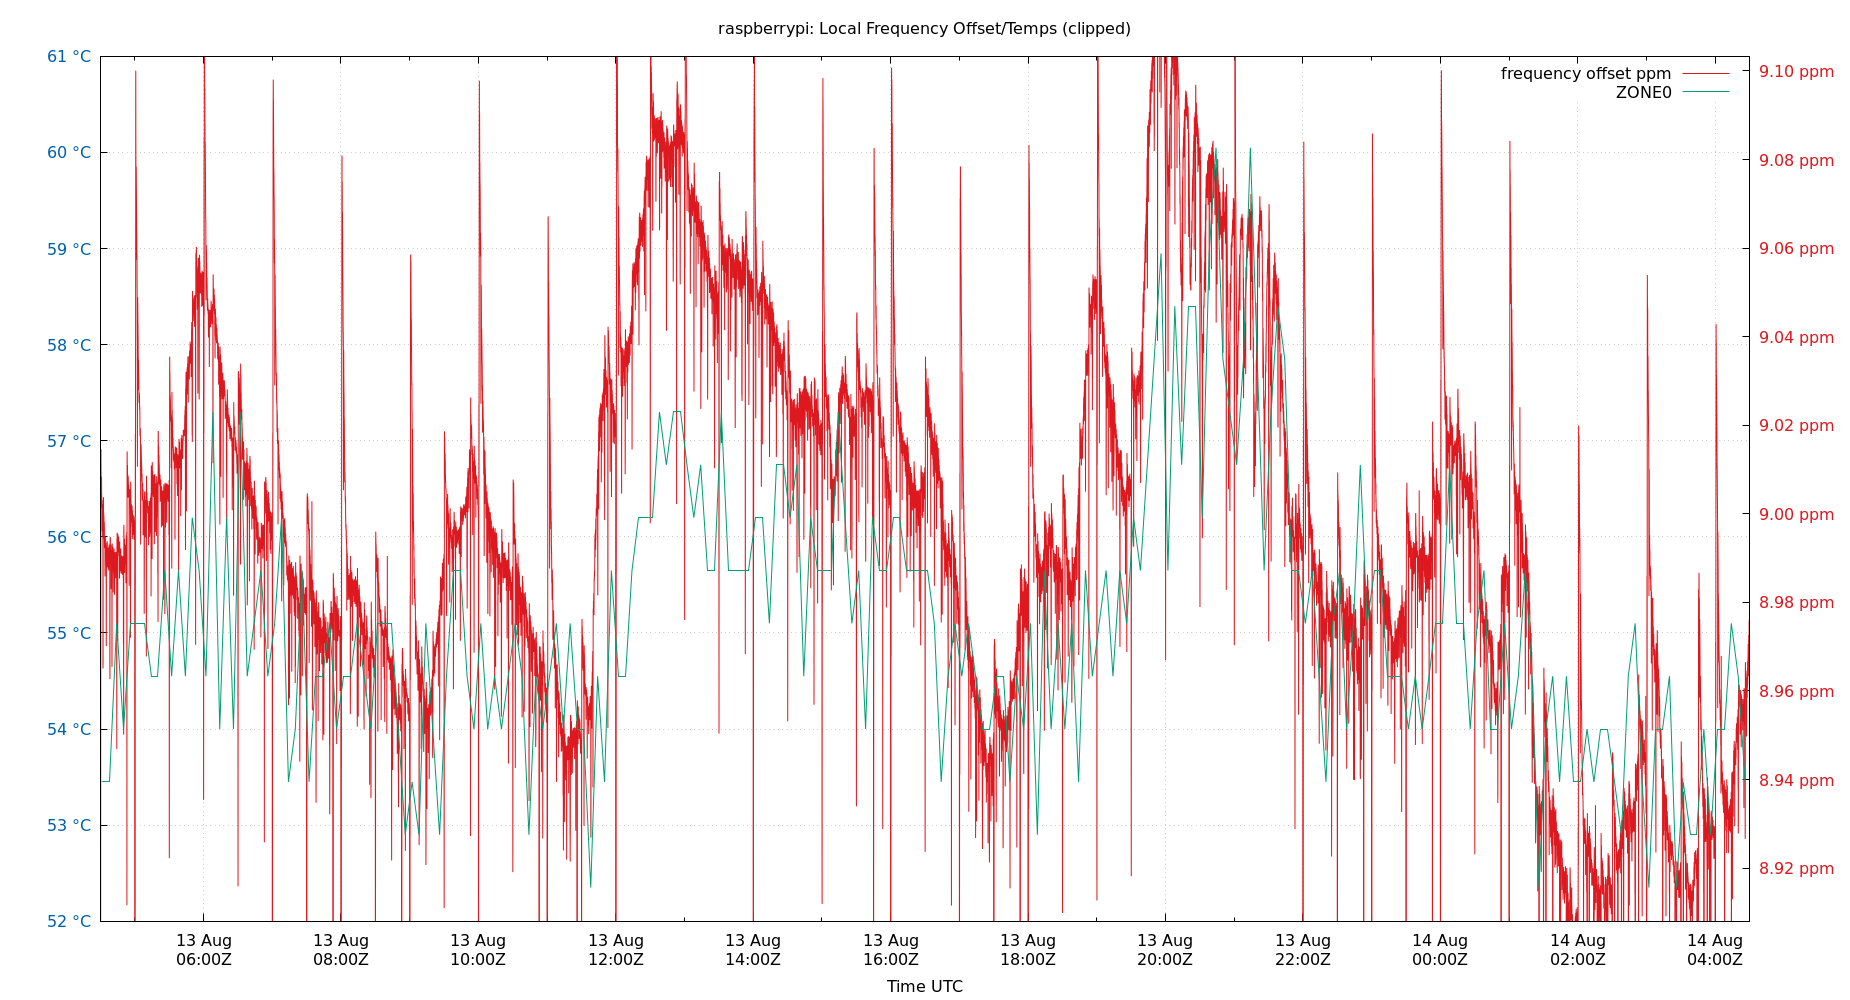 raspberrypi: Local Frequency Offset/Temps (clipped)
frequency offset ppm
ZONE0
61 °C
60 °C
59 °C
58 °C
57 °C
56 °C
55 °C
54 °C
53 °C
52 °C
9.10 ppm
9.08 ppm
9.06 ppm
9.04 ppm
9.02 ppm
9.00 ppm
8.98 ppm
8.96 ppm
8.94 ppm
8.92 ppm
13 Aug 13 Aug 13 Aug 13 Aug 13 Aug 13 Aug 13 Aug 13 Aug 13 Aug 14 Aug 14 Aug 14 Aug
06:00Z 08:00Z 10:00Z 12:00Z 14:00Z 16:00Z 18:00Z 20:00Z 22:00Z 00:00Z 02:00Z 04:00Z
Time UTC